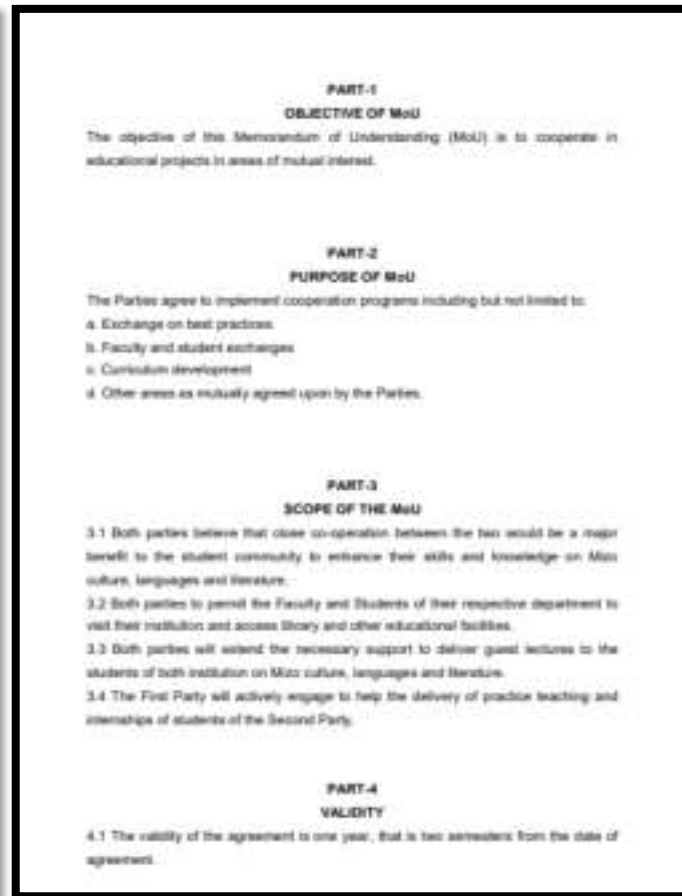 PART-1
OBJECTIVE OF MoU
The objective of this Memorandum of Understanding (MoU) is to cooperate in
educational projects in areas of mutual interest.
PART-2
PURPOSE OF MoU
The Parties agree to implement cooperation programs including but not limited to:
a. Exchange on best practices
b. Faculty and student exchanges
c. Curriculum development
d. Other areas as mutually agreed upon by the Parties.
PART-3
SCOPE OF THE MoU
3.1 Both parties believe that close co-operation between the two would be a major
benefit to the student community to enhance their skills and knowledge on Mizo
culture, languages and literature.
3.2 Both parties to permit the Faculty and Students of their respective department to
visit their institution and access library and other educational facilities.
3.3 Both parties will extend the necessary support to deliver guest lectures to the
students of both institution on Mizo culture, languages and literature.
3.4 The First Party will actively engage to help the delivery of practice teaching and
internships of students of the Second Party.
PART-4
VALIDITY
4.1 The validity of the agreement is one year, that is two semesters from the date of
agreement.